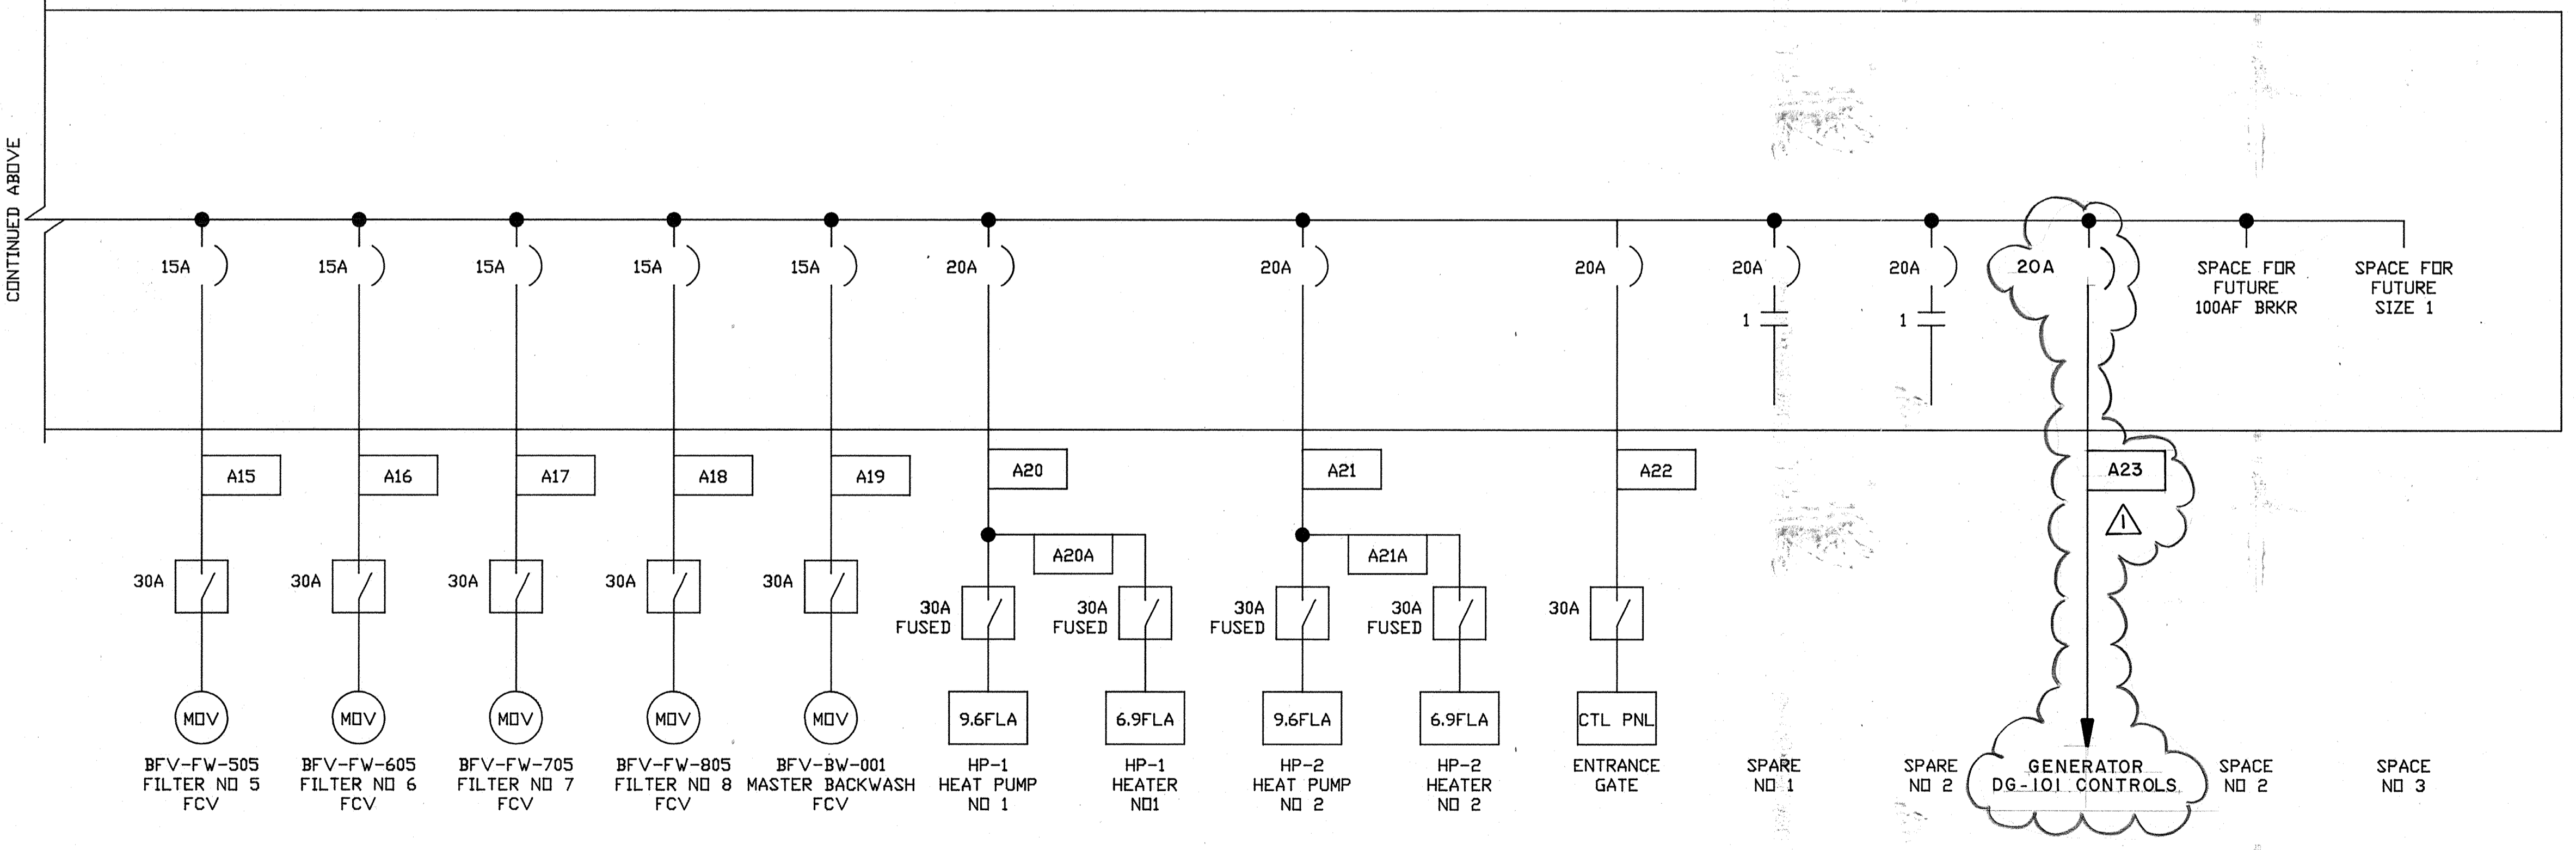 CONTINUED ABOVE
15A
15A
15A
15A
15A
20A
20A
20A
20A
20A
20A
SPACE FOR
FUTURE
100AF BRKR
SPACE FOR
FUTURE
SIZE 1
1
1
A15
A16
A17
A18
A19
A20
A21
A22
A23
1
A20A
A21A
30A
30A
30A
30A
30A
30A
FUSED
30A
FUSED
30A
FUSED
30A
FUSED
30A
MOV
MOV
MOV
MOV
MOV
9.6FLA
6.9FLA
9.6FLA
6.9FLA
CTL PNL
BFV-FW-505
FILTER NO 5
FCV
BFV-FW-605
FILTER NO 6
FCV
BFV-FW-705
FILTER NO 7
FCV
BFV-FW-805
FILTER NO 8
FCV
BFV-BW-001
MASTER BACKWASH
FCV
HP-1
HEAT PUMP
NO 1
HP-1
HEATER
NO1
HP-2
HEAT PUMP
NO 2
HP-2
HEATER
NO 2
ENTRANCE
GATE
SPARE
NO 1
SPARE
NO 2
GENERATOR
DG-101 CONTROLS
SPACE
NO 2
SPACE
NO 3